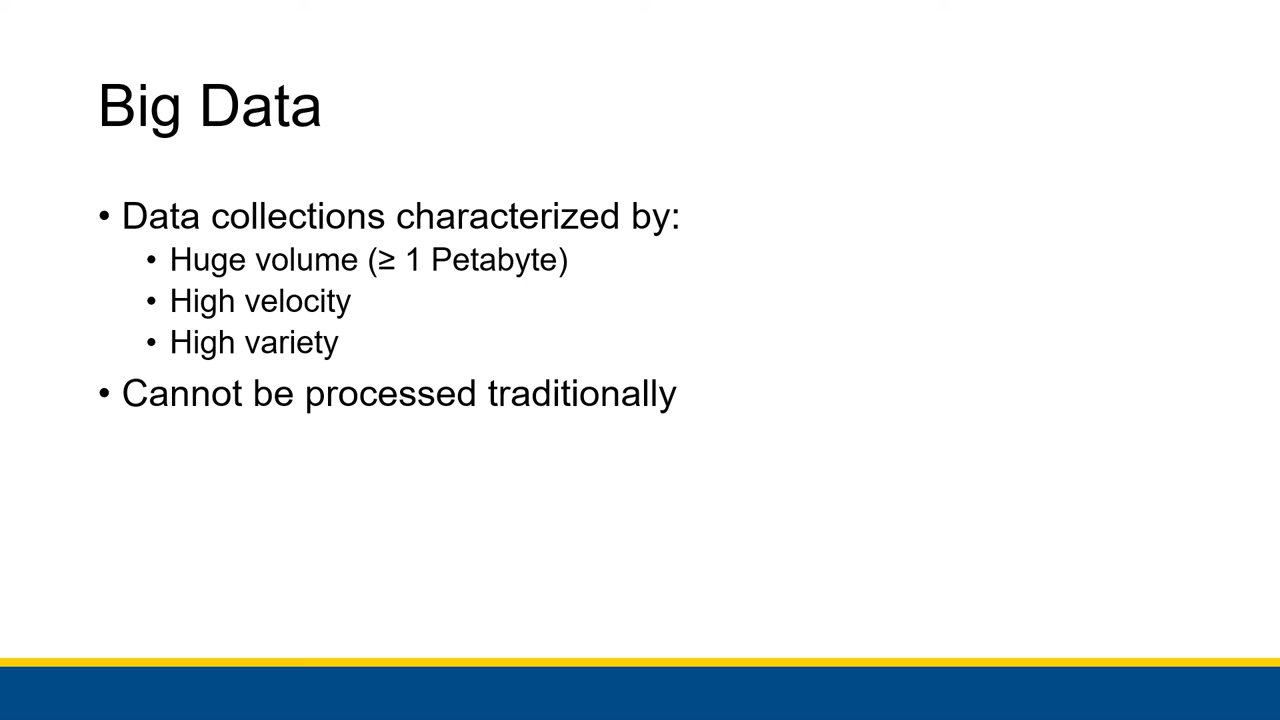 Big Data
• Data collections characterized by:
• Huge volume (≥ 1 Petabyte)
• High velocity
• High variety
• Cannot be processed traditionally